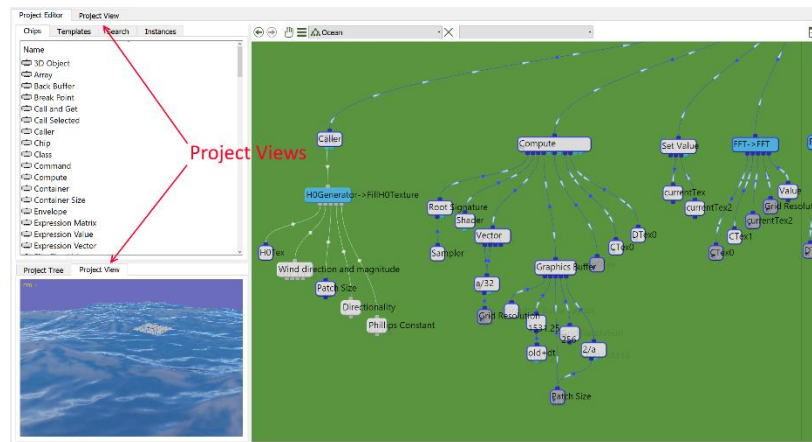 Project Editor Project View
Chips Templates Search Instances
Ocean
Name
3D Object
Array
Back Buffer
Break Point
Call and Get
Call Selected
Caller
Chip
Class
Command
Compute
Container
Container Size
Envelope
Expression Matrix
Expression Value
Expression Vector
Project Views
Project Tree Project View
Caller
Compute
Set Value
FFT->FFT
H0Generator->FillH0Texture
Root Signature
Shader
Vector
currentTex
currentTex2
Value
Grid Resolution
currentTex2
CTex1
CTex0
DTex0
CTex0
H0Tex
Wind direction and magnitude
Patch Size
Directionality
Phillips Constant
Sampler
a/32
Graphics Buffer
Grid Resolution
1531.25
256
old+dt
2/a
Patch Size